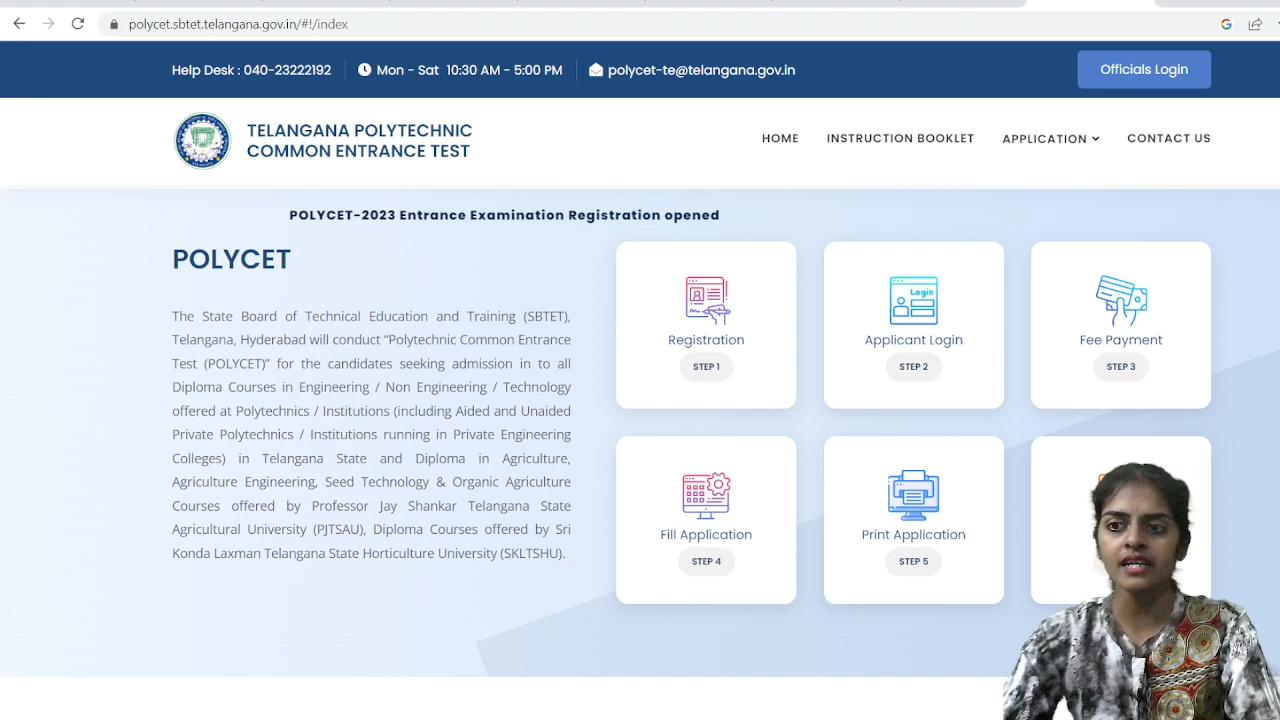 polycet.sbtet.telangana.gov.in/#!/index
Help Desk : 040-23222192
Mon - Sat 10:30 AM - 5:00 PM
polycet-te@telangana.gov.in
Officials Login
TELANGANA POLYTECHNIC
COMMON ENTRANCE TEST
HOME
INSTRUCTION BOOKLET
APPLICATION
CONTACT US
POLYCET-2023 Entrance Examination Registration opened
POLYCET
The State Board of Technical Education and Training (SBTET),
Telangana, Hyderabad will conduct “Polytechnic Common Entrance
Test (POLYCET)” for the candidates seeking admission in to all
Diploma Courses in Engineering / Non Engineering / Technology
offered at Polytechnics / Institutions (including Aided and Unaided
Private Polytechnics / Institutions running in Private Engineering
Colleges) in Telangana State and Diploma in Agriculture,
Agriculture Engineering, Seed Technology & Organic Agriculture
Courses offered by Professor Jay Shankar Telangana State
Agricultural University (PJTSAU), Diploma Courses offered by Sri
Konda Laxman Telangana State Horticulture University (SKLTSHU).
Registration
STEP 1
Login
Applicant Login
STEP 2
Fee Payment
STEP 3
Fill Application
STEP 4
Print Application
STEP 5